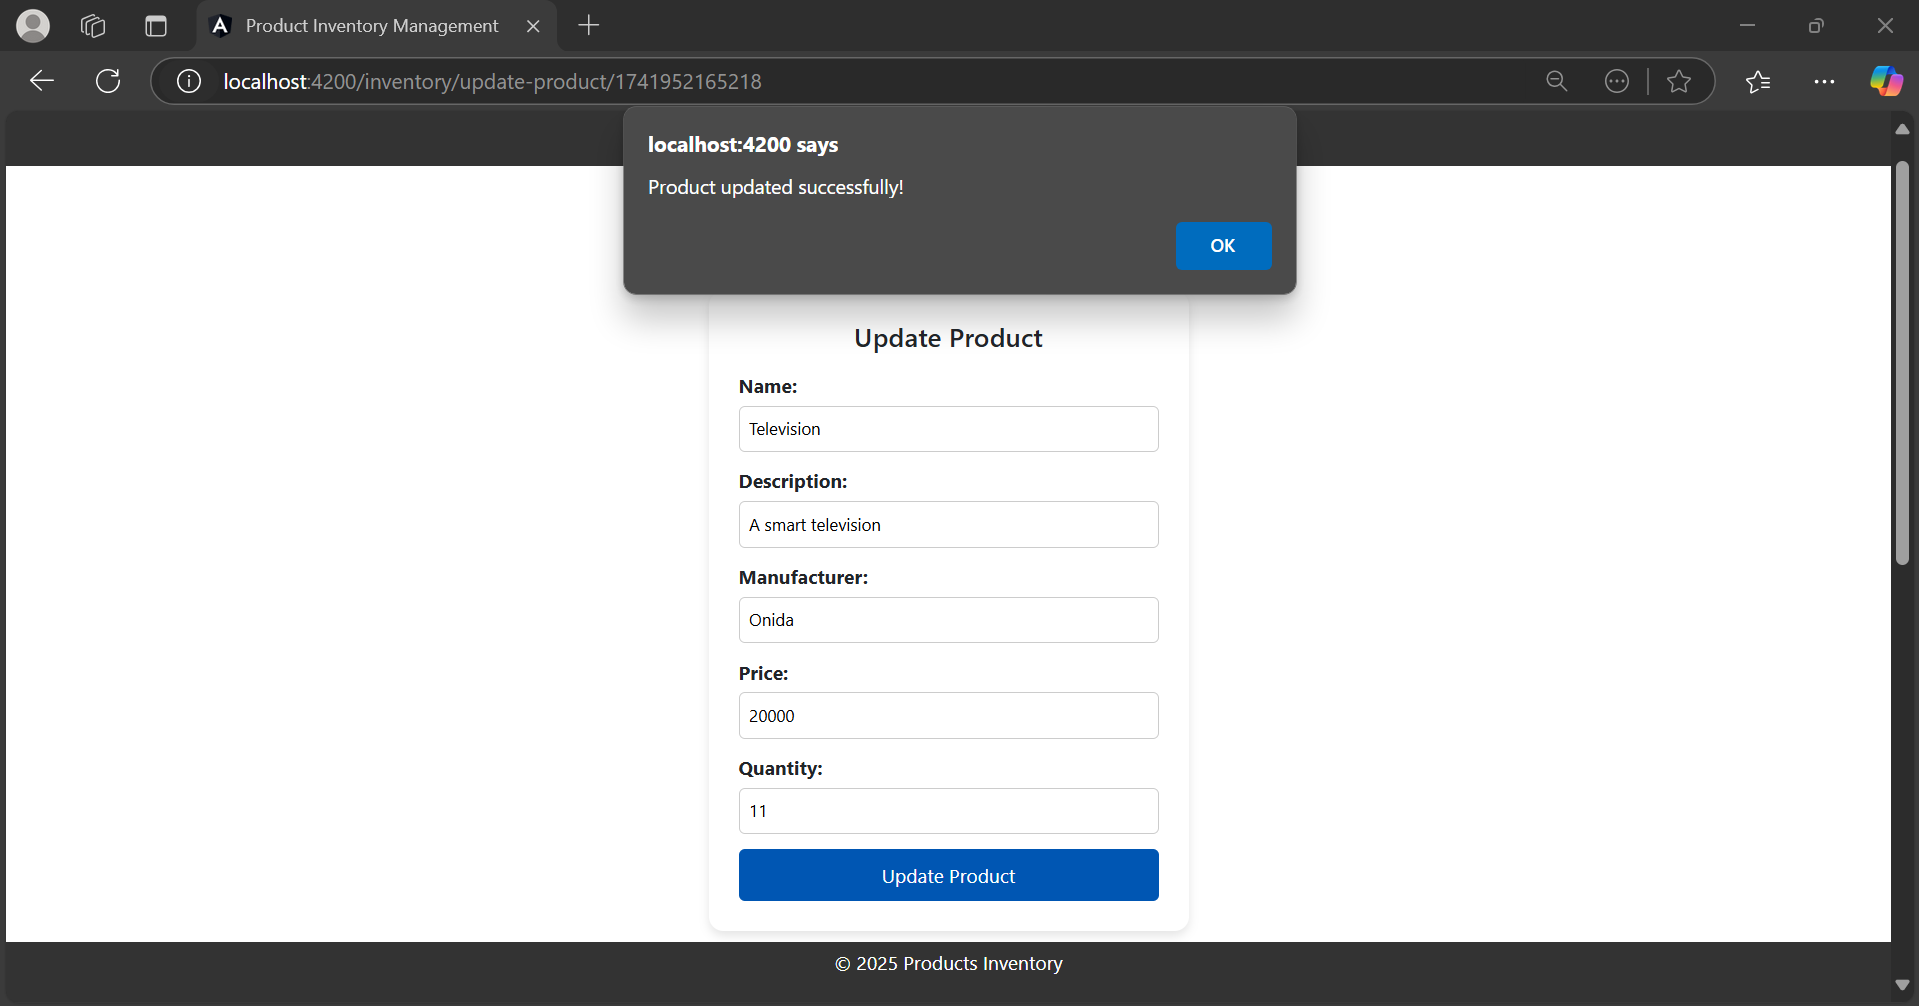 Product Inventory Management
localhost:4200/inventory/update-product/1741952165218
localhost:4200 says
Product updated successfully!
OK
Update Product
Name:
Television
Description:
A smart television
Manufacturer:
Onida
Price:
20000
Quantity:
11
Update Product
© 2025 Products Inventory